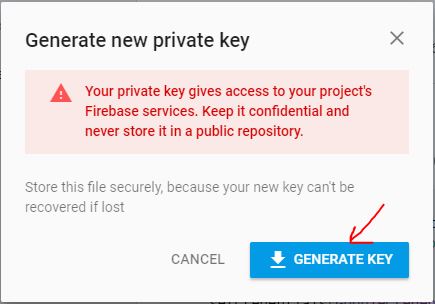 Generate new private key
Your private key gives access to your project's
Firebase services. Keep it confidential and
never store it in a public repository.
Store this file securely, because your new key can't be
recovered if lost
CANCEL
GENERATE KEY